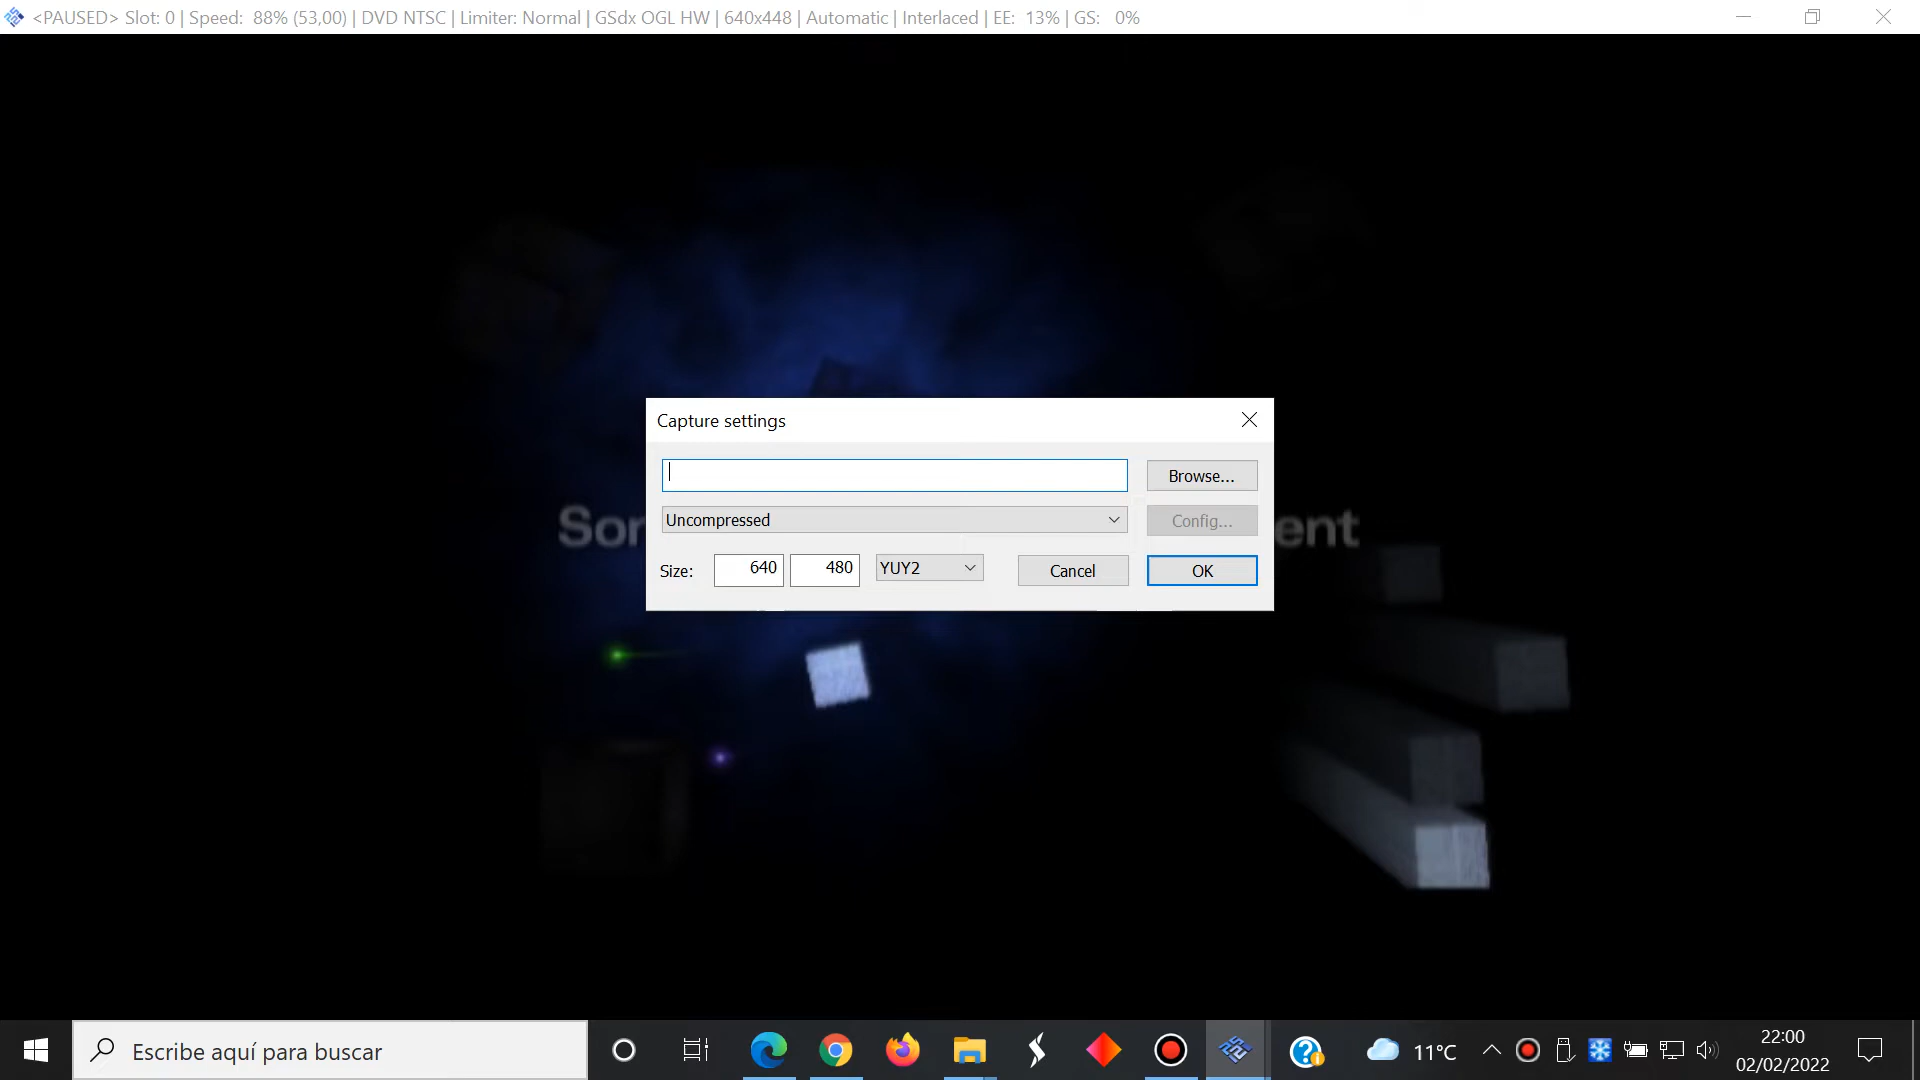 <PAUSED> Slot: 0 | Speed:  88% (53,00) | DVD NTSC | Limiter: Normal | GSdx OGL HW | 640x448 | Automatic | Interlaced | EE:  13% | GS:   0%
Capture settings
Browse...
Uncompressed
Config...
Son
ent
Size:
640
480
YUY2
Cancel
OK
Escribe aquí para buscar
11°C
22:00
02/02/2022